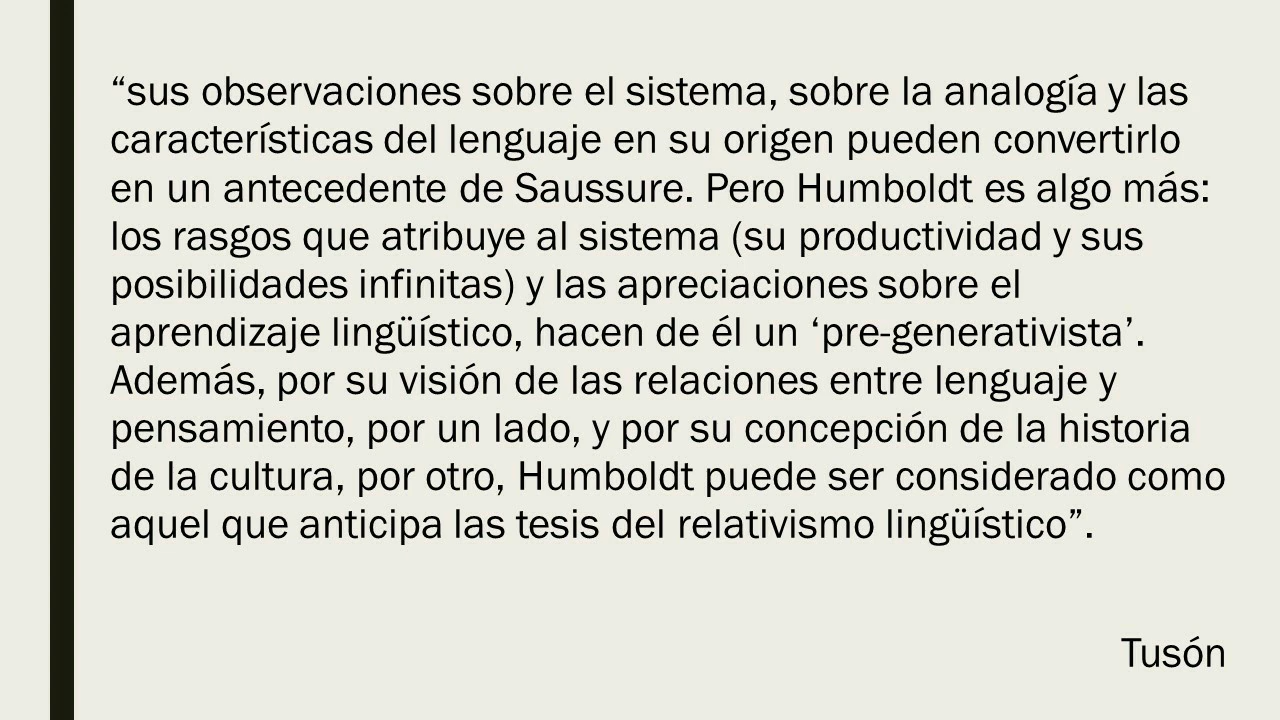 “sus observaciones sobre el sistema, sobre la analogía y las
características del lenguaje en su origen pueden convertirlo
en un antecedente de Saussure. Pero Humboldt es algo más:
los rasgos que atribuye al sistema (su productividad y sus
posibilidades infinitas) y las apreciaciones sobre el
aprendizaje lingüístico, hacen de él un ‘pre-generativista’.
Además, por su visión de las relaciones entre lenguaje y
pensamiento, por un lado, y por su concepción de la historia
de la cultura, por otro, Humboldt puede ser considerado como
aquel que anticipa las tesis del relativismo lingüístico”.
Tusón